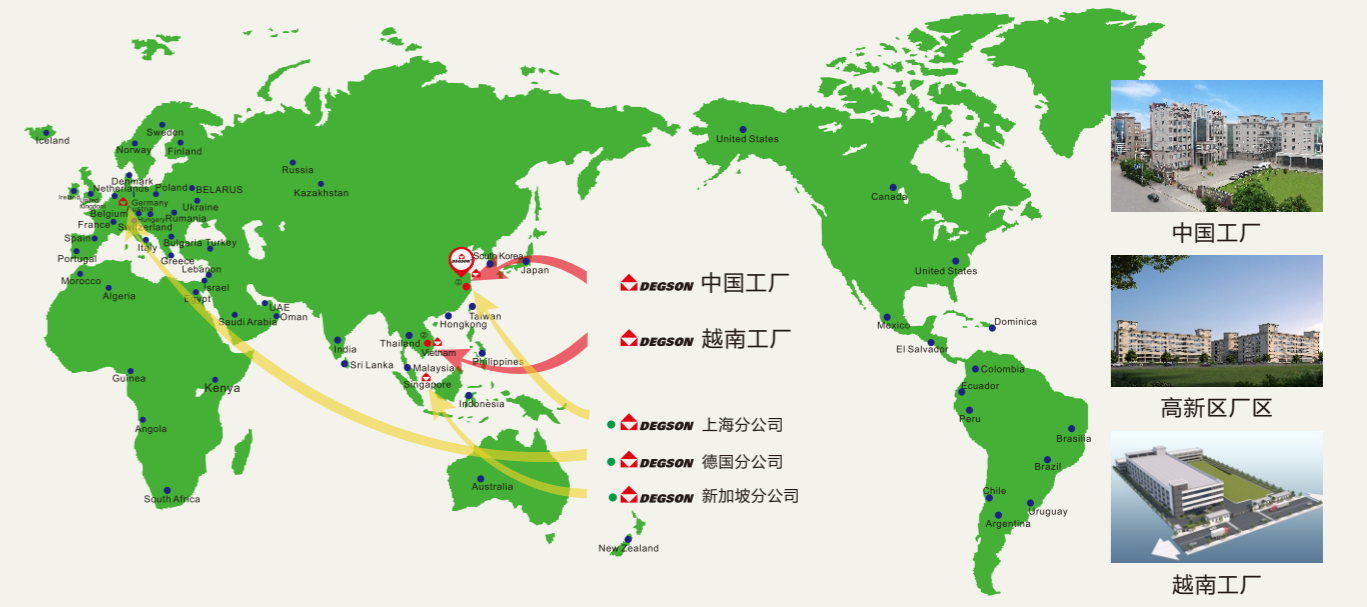 Iceland
Sweden
Norway
Finland
Russia
Kazakhstan
Denmark
Netherlands
Poland
BELARUS
Germany
Ukraine
Belgium
Hungary
Rumania
France
Switzerland
Spain
Italy
Bulgaria
Turkey
Portugal
Greece
Lebanon
Morocco
Israel
Algeria
Egypt
UAE
Saudi Arabia
Oman
Guinea
Kenya
Angola
South Africa
India
Sri Lanka
DEGSON
①
South Korea
Japan
Taiwan
Hongkong
②
Thailand
Vietnam
Philippines
Malaysia
Singapore
Indonesia
Australia
New Zealand
DEGSON 中国工厂
DEGSON 越南工厂
DEGSON 上海分公司
DEGSON 德国分公司
DEGSON 新加坡分公司
United States
Canada
United States
Mexico
Dominica
El Salvador
Colombia
Ecuador
Peru
Brasilia
Brazil
Chile
Uruguay
Argentina
中国工厂
高新区厂区
越南工厂